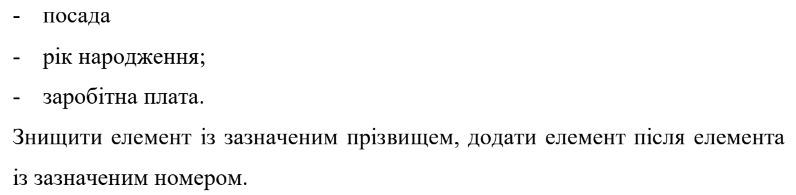 - посада
- рік народження;
- заробітна плата.
Знищити елемент із зазначеним прізвищем, додати елемент після елемента
із зазначеним номером.